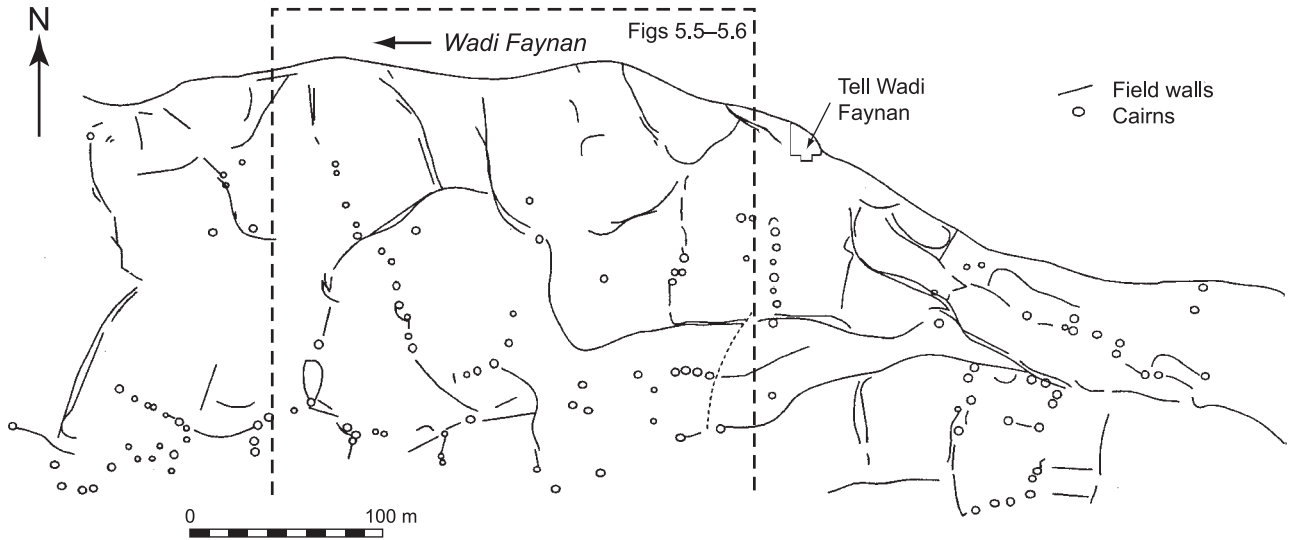 N
Figs 5.5–5.6
Wadi Faynan
Tell Wadi
Faynan
Field walls
Cairns
0 100 m